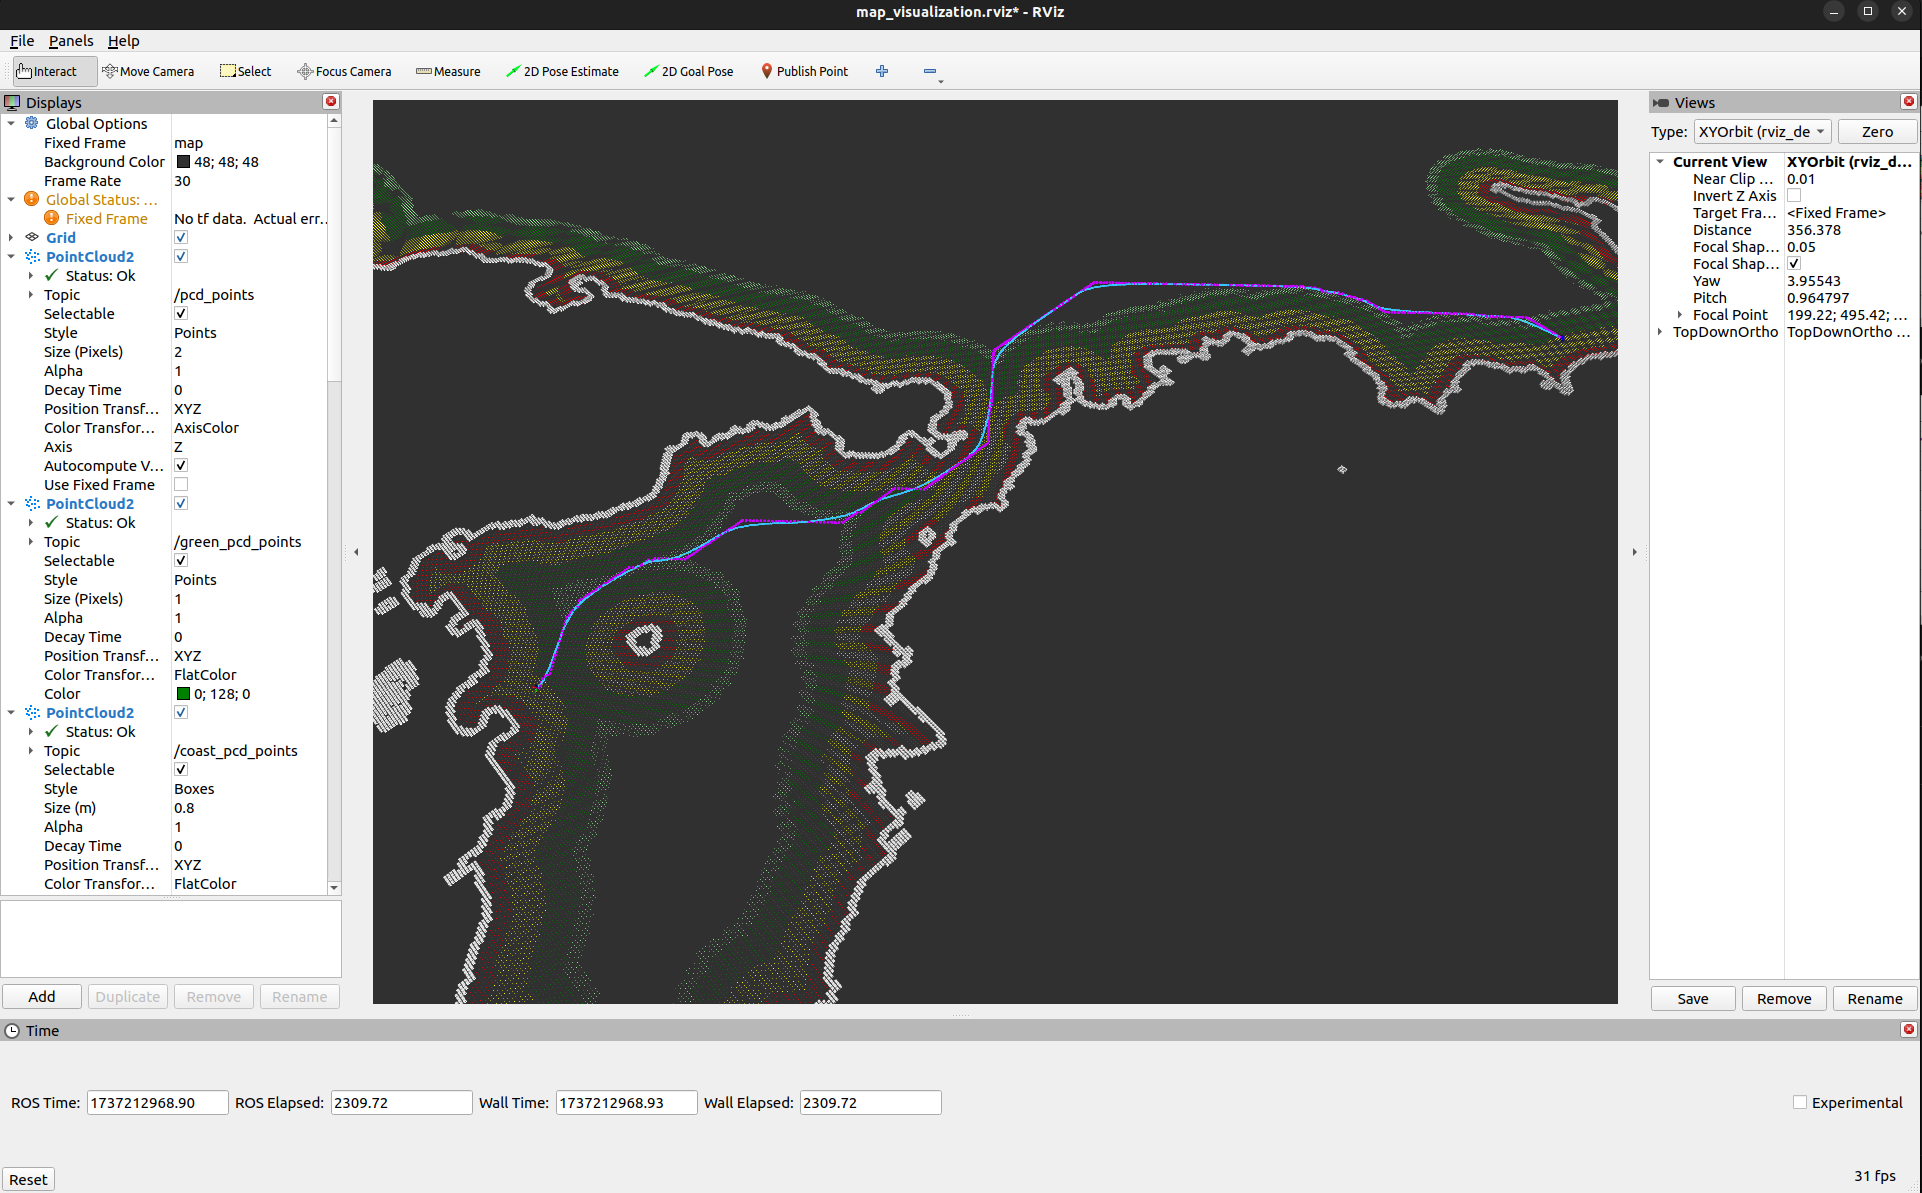 map_visualization.rviz* - RViz
File Panels Help
Interact Move Camera Select Focus Camera Measure 2D Pose Estimate 2D Goal Pose Publish Point
Displays
Global Options
Fixed Frame map
Background Color 48; 48; 48
Frame Rate 30
Global Status: ...
Fixed Frame No tf data. Actual err...
Grid
PointCloud2
Status: Ok
Topic /pcd_points
Selectable
Style Points
Size (Pixels) 2
Alpha 1
Decay Time 0
Position Transf... XYZ
Color Transfor... AxisColor
Axis Z
Autocompute V...
Use Fixed Frame
PointCloud2
Status: Ok
Topic /green_pcd_points
Selectable
Style Points
Size (Pixels) 1
Alpha 1
Decay Time 0
Position Transf... XYZ
Color Transfor... FlatColor
Color 0; 128; 0
PointCloud2
Status: Ok
Topic /coast_pcd_points
Selectable
Style Boxes
Size (m) 0.8
Alpha 1
Decay Time 0
Position Transf... XYZ
Color Transfor... FlatColor
Add Duplicate Remove Rename
Views
Type: XYOrbit (rviz_de Zero
Current View XYOrbit (rviz_d...
Near Clip ... 0.01
Invert Z Axis
Target Fra... <Fixed Frame>
Distance 356.378
Focal Shap... 0.05
Focal Shap...
Yaw 3.95543
Pitch 0.964797
Focal Point 199.22; 495.42; ...
TopDownOrtho TopDownOrtho ...
Save Remove Rename
Time
ROS Time: 1737212968.90 ROS Elapsed: 2309.72 Wall Time: 1737212968.93 Wall Elapsed: 2309.72 Experimental
Reset 31 fps